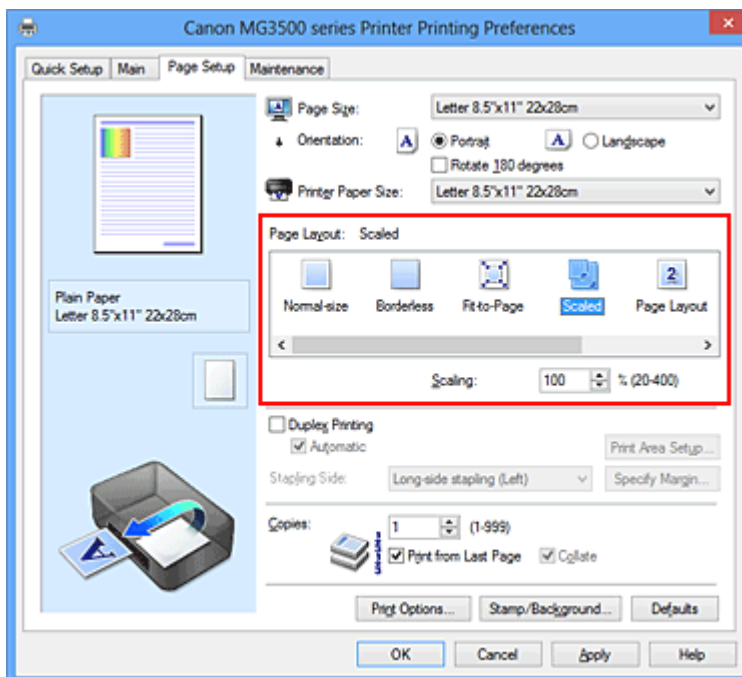 Canon MG3500 series Printer Printing Preferences
Quick Setup Main Page Setup Maintenance
Page Size: Letter 8.5"x11" 22x28cm
Orientation: A Portrait A Landscape
Rotate 180 degrees
Printer Paper Size: Letter 8.5"x11" 22x28cm
Page Layout: Scaled
2
Normal-size Borderless Fit-to-Page Scaled Page Layout
Scaling: 100 % (20-400)
Plain Paper
Letter 8.5"x11" 22x28cm
Duplex Printing
Automatic Print Area Setup...
Stapling Side: Long-side stapling (Left) Specify Margin...
Copies: 1 (1-999)
Print from Last Page Collate
A
Print Options... Stamp/Background... Defaults
OK Cancel Apply Help